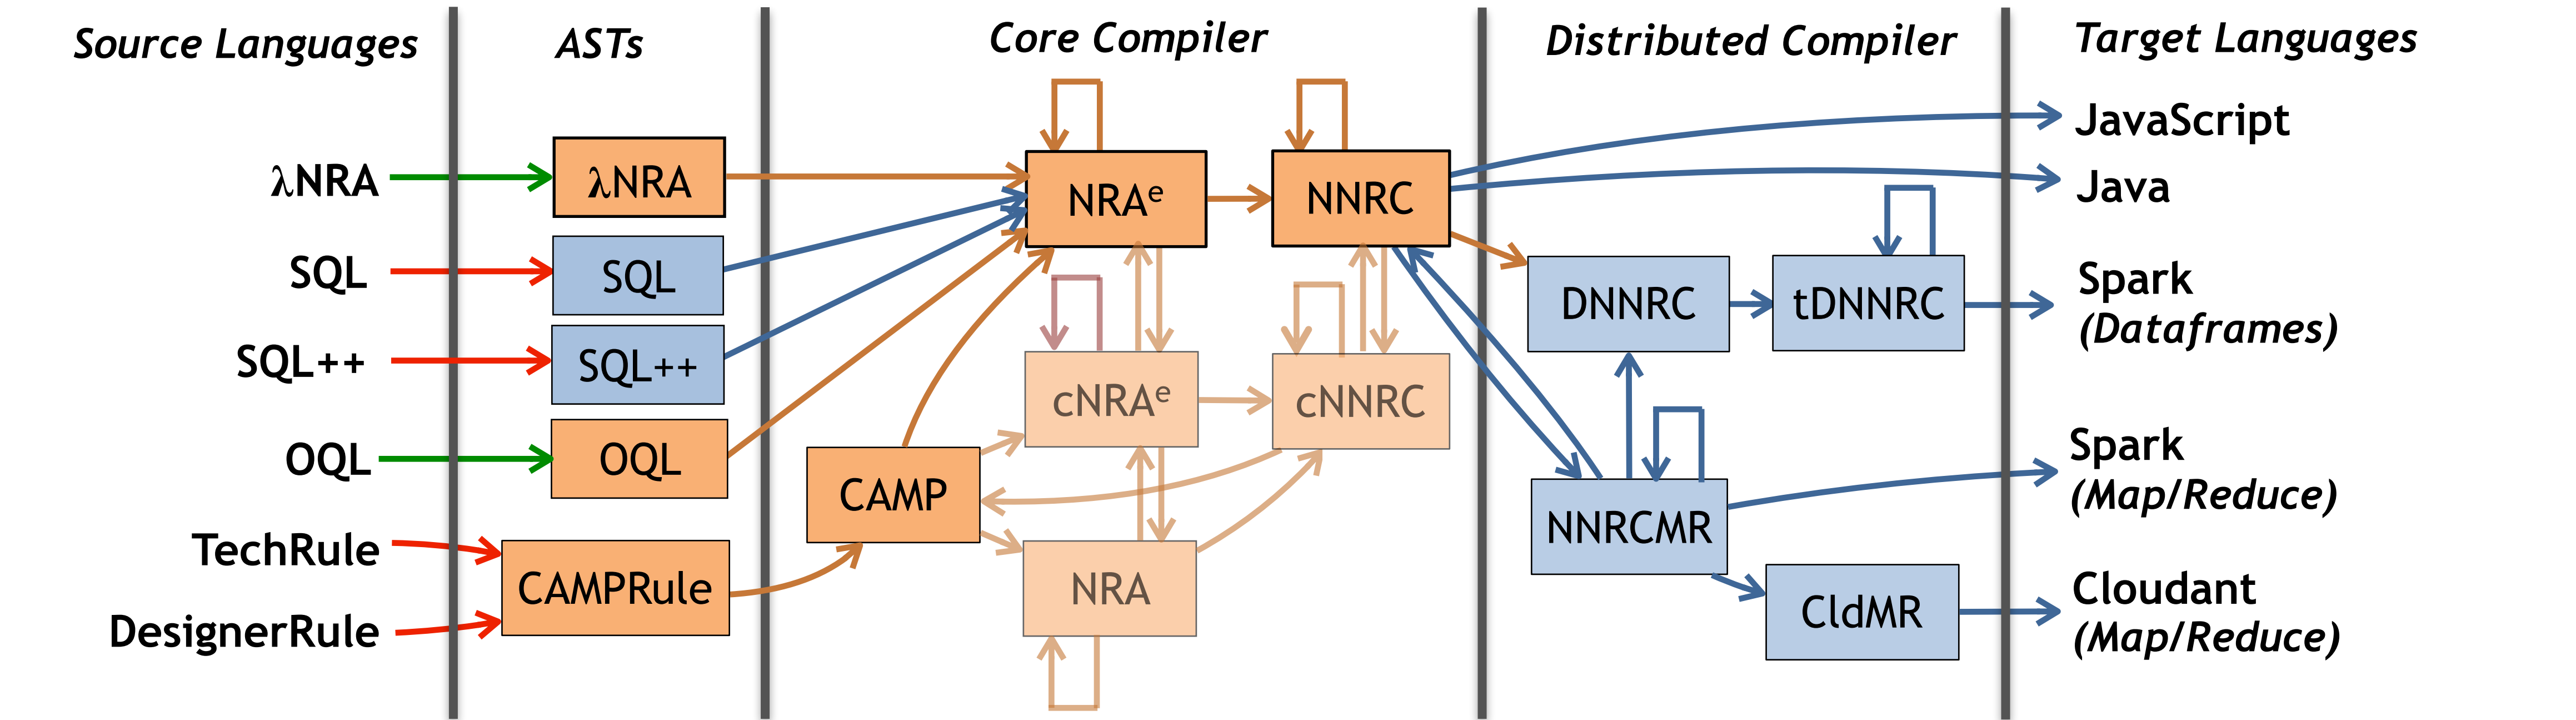 Source Languages
ASTs
Core Compiler
Distributed Compiler
Target Languages
λNRA
SQL
SQL++
OQL
TechRule
DesignerRule
λNRA
SQL
SQL++
OQL
CAMPRule
NRAᵉ
NNRC
cNRAᵉ
cNNRC
CAMP
NRA
DNNRC
tDNNRC
NNRCMR
CldMR
JavaScript
Java
Spark
(Dataframes)
Spark
(Map/Reduce)
Cloudant
(Map/Reduce)